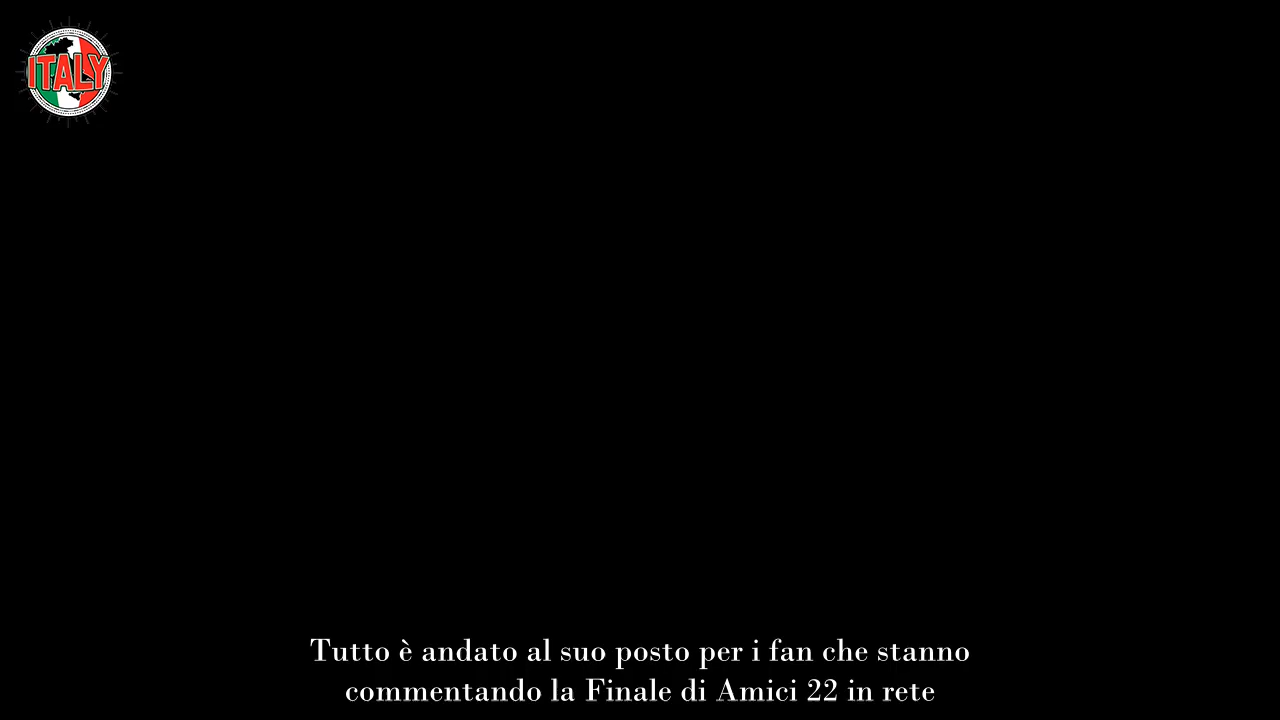 ITALY
Tutto è andato al suo posto per i fan che stanno
commentando la Finale di Amici 22 in rete